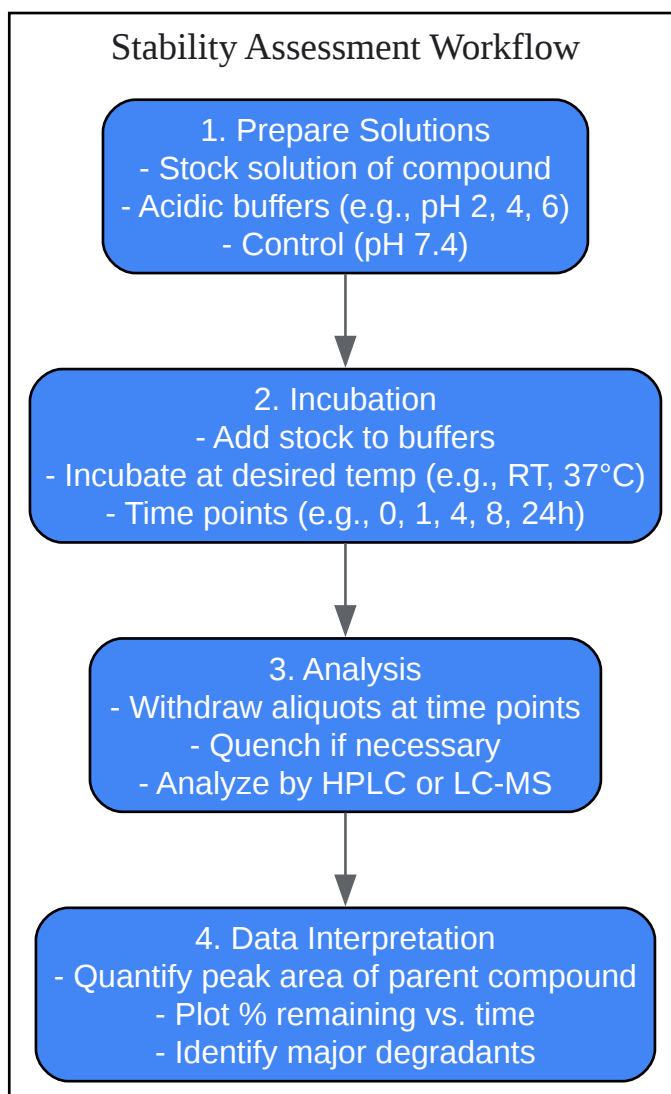 Stability Assessment Workflow
1. Prepare Solutions
- Stock solution of compound
- Acidic buffers (e.g., pH 2, 4, 6)
- Control (pH 7.4)
2. Incubation
- Add stock to buffers
- Incubate at desired temp (e.g., RT, 37°C)
- Time points (e.g., 0, 1, 4, 8, 24h)
3. Analysis
- Withdraw aliquots at time points
- Quench if necessary
- Analyze by HPLC or LC-MS
4. Data Interpretation
- Quantify peak area of parent compound
- Plot % remaining vs. time
- Identify major degradants